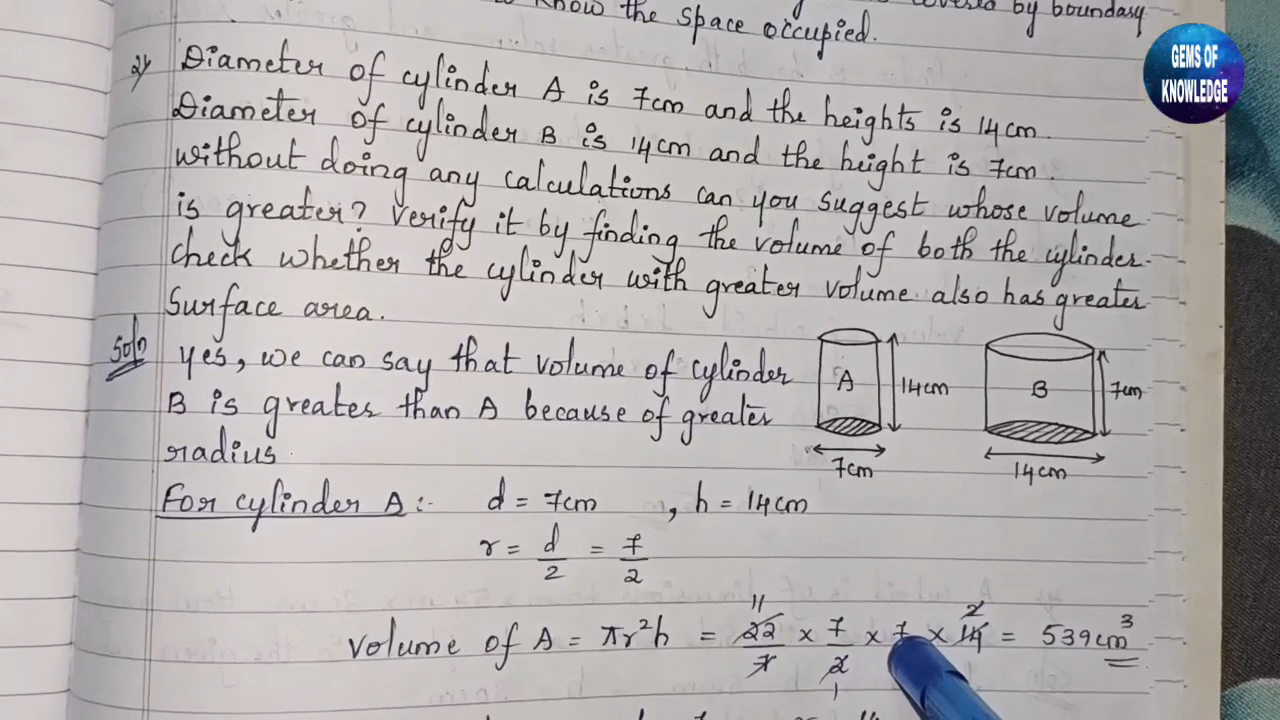 know the space occupied.
by boundary
GEMS OF
KNOWLEDGE
2) Diameter of cylinder A is 7cm and the heights is 14cm.
Diameter of cylinder B is 14cm and the height is 7cm.
without doing any calculations can you suggest whose volume
is greater? Verify it by finding the volume of both the cylinder.
check whether the cylinder with greater volume also has greater
Surface area.
Soln
yes, we can say that volume of cylinder
B is greater than A because of greater
radius.
A 14cm
7cm
B 7cm
14cm
For cylinder A:- d = 7cm , h = 14cm
r = d/2 = 7/2
volume of A = πr²h = 22/7 × 7/2 × 7 × 14 = 539cm³
11 2
1